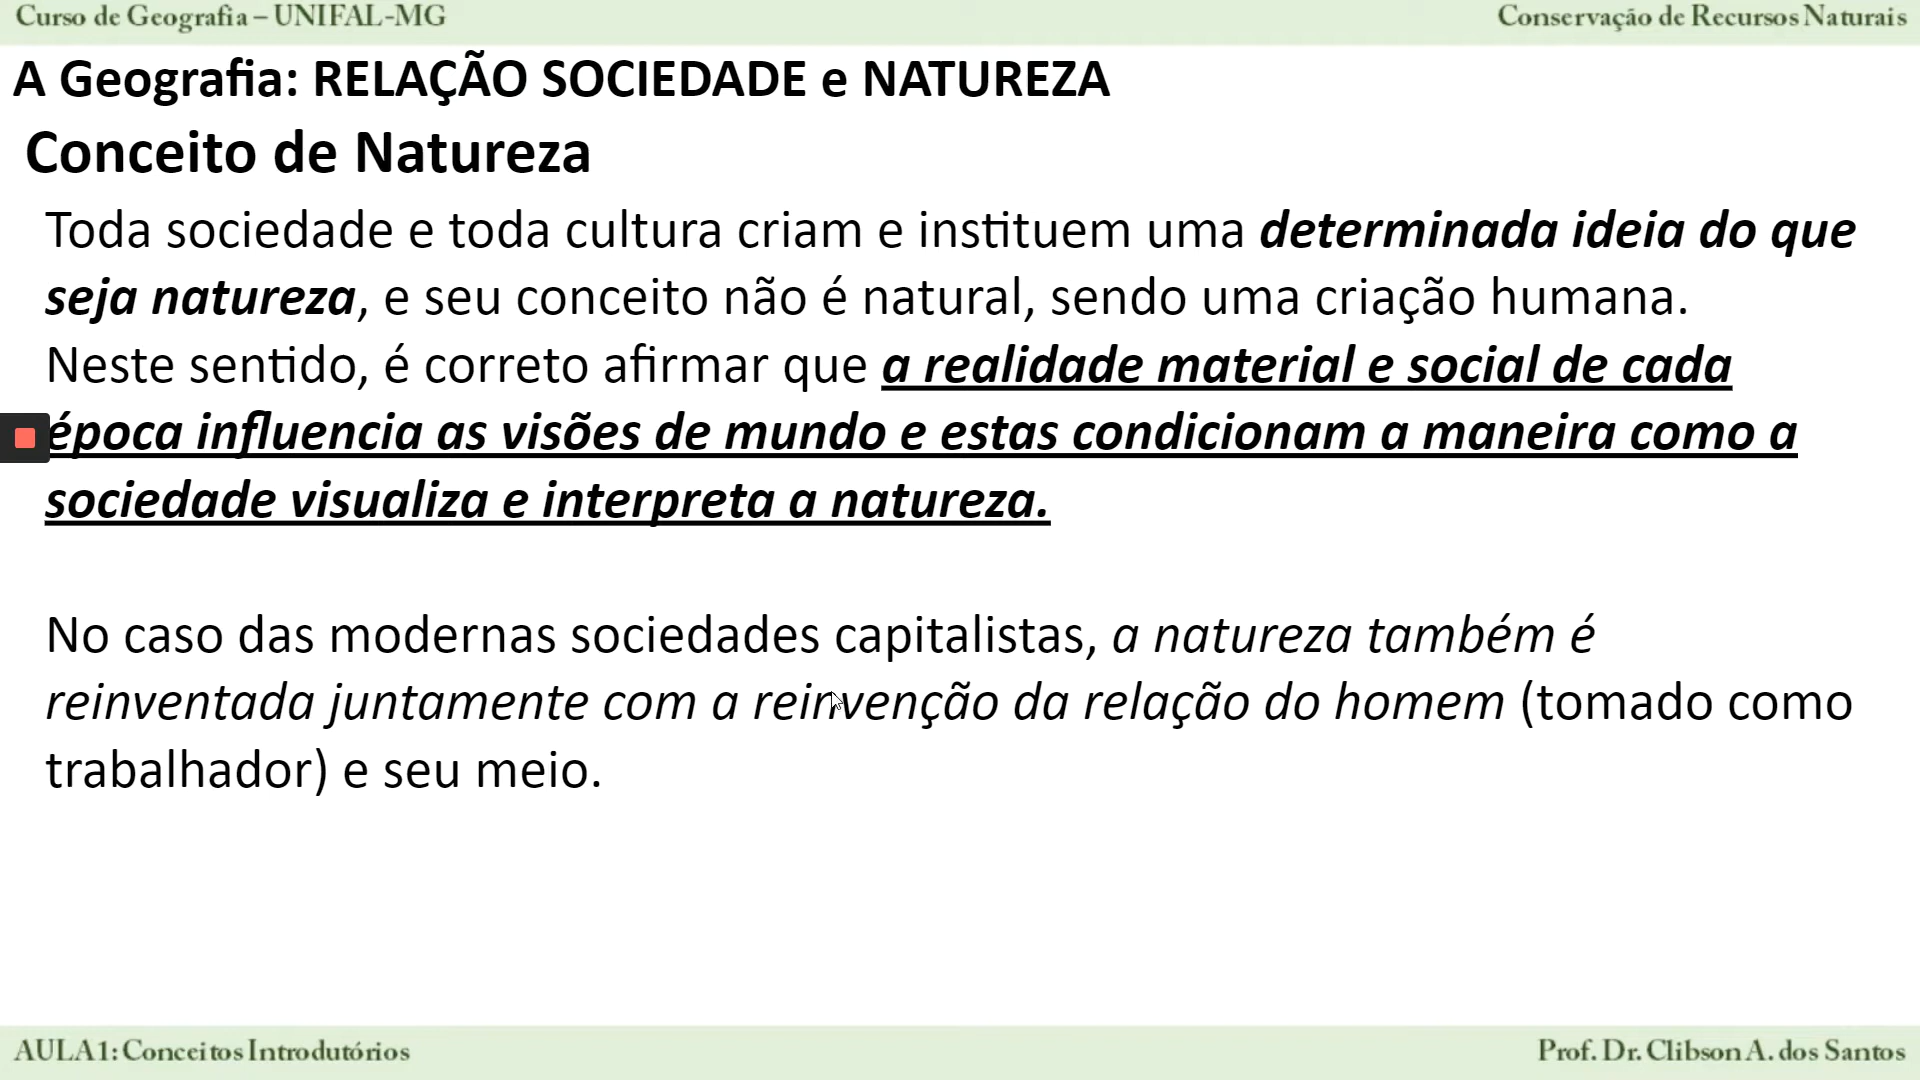 Curso de Geografia – UNIFAL-MG
Conservação de Recursos Naturais
A Geografia: RELAÇÃO SOCIEDADE e NATUREZA
Conceito de Natureza
Toda sociedade e toda cultura criam e instituem uma determinada ideia do que
seja natureza, e seu conceito não é natural, sendo uma criação humana.
Neste sentido, é correto afirmar que a realidade material e social de cada
época influencia as visões de mundo e estas condicionam a maneira como a
sociedade visualiza e interpreta a natureza.
No caso das modernas sociedades capitalistas, a natureza também é
reinventada juntamente com a reinvenção da relação do homem (tomado como
trabalhador) e seu meio.
AULA1: Conceitos Introdutórios
Prof. Dr. Clibson A. dos Santos